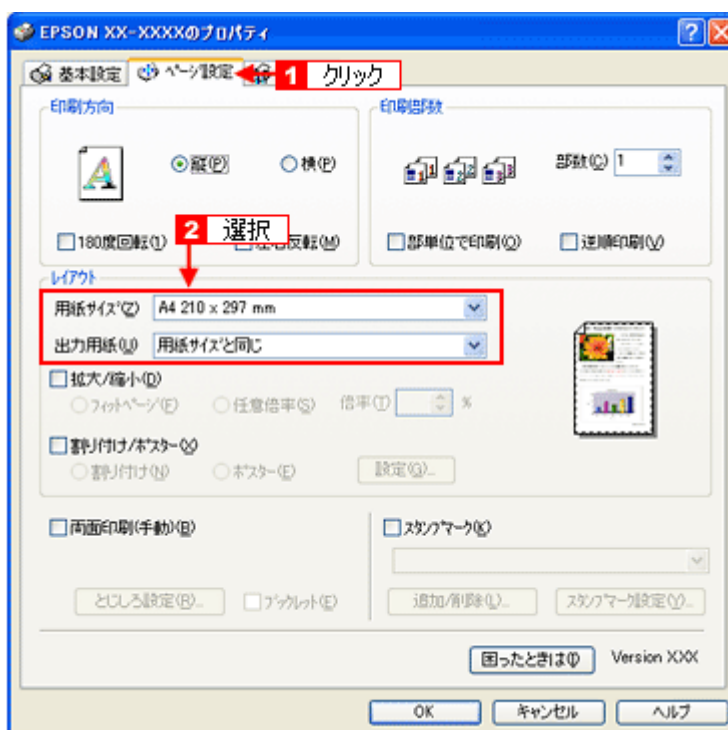 EPSON XX-XXXXのプロパティ
基本設定 ページ設定 1 クリック
印刷方向 印刷部数
縦(P) 横(P) 部数(C) 1
180度回転(1) 2 選択 反転(M) 部単位で印刷(O) 逆順印刷(V)
レイアウト
用紙サイズ(Z) A4 210 x 297 mm
出力用紙(U) 用紙サイズと同じ
拡大/縮小(D)
フィットページ(E) 任意倍率(S) 倍率(T) %
割り付け/ポスター(X)
割り付け(N) ポスター(E) 設定(G)...
両面印刷(手動)(B) スタンプマーク(K)
とじしろ設定(R)... ブックレット(E) 追加/削除(L)... スタンプマーク設定(Y)...
困ったときは(I) Version XXX
OK キャンセル ヘルプ